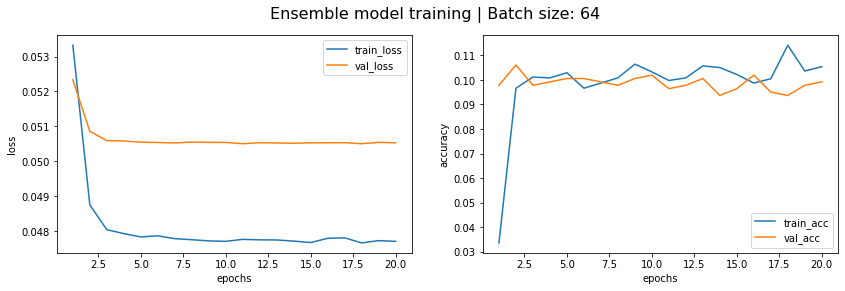 Ensemble model training | Batch size: 64
loss
0.053
0.052
0.051
0.050
0.049
0.048
train_loss
val_loss
2.5 5.0 7.5 10.0 12.5 15.0 17.5 20.0
epochs
accuracy
0.11
0.10
0.09
0.08
0.07
0.06
0.05
0.04
0.03
train_acc
val_acc
2.5 5.0 7.5 10.0 12.5 15.0 17.5 20.0
epochs